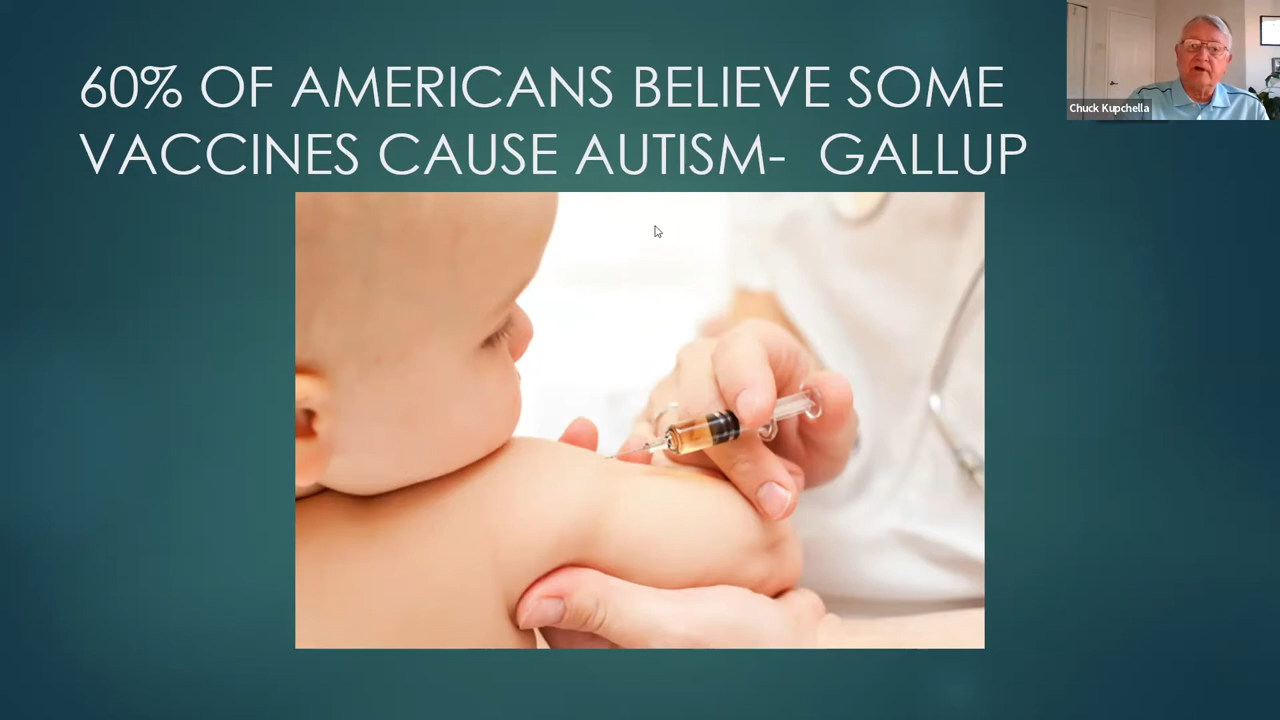 60% OF AMERICANS BELIEVE SOME
VACCINES CAUSE AUTISM-  GALLUP
Chuck Kupchella